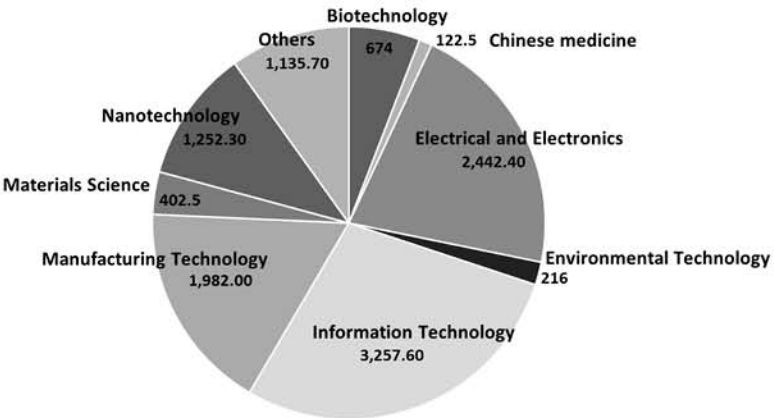 Biotechnology
674
122.5
Chinese medicine
Others
1,135.70
Nanotechnology
1,252.30
Electrical and Electronics
2,442.40
Materials Science
402.5
Manufacturing Technology
1,982.00
Environmental Technology
216
Information Technology
3,257.60